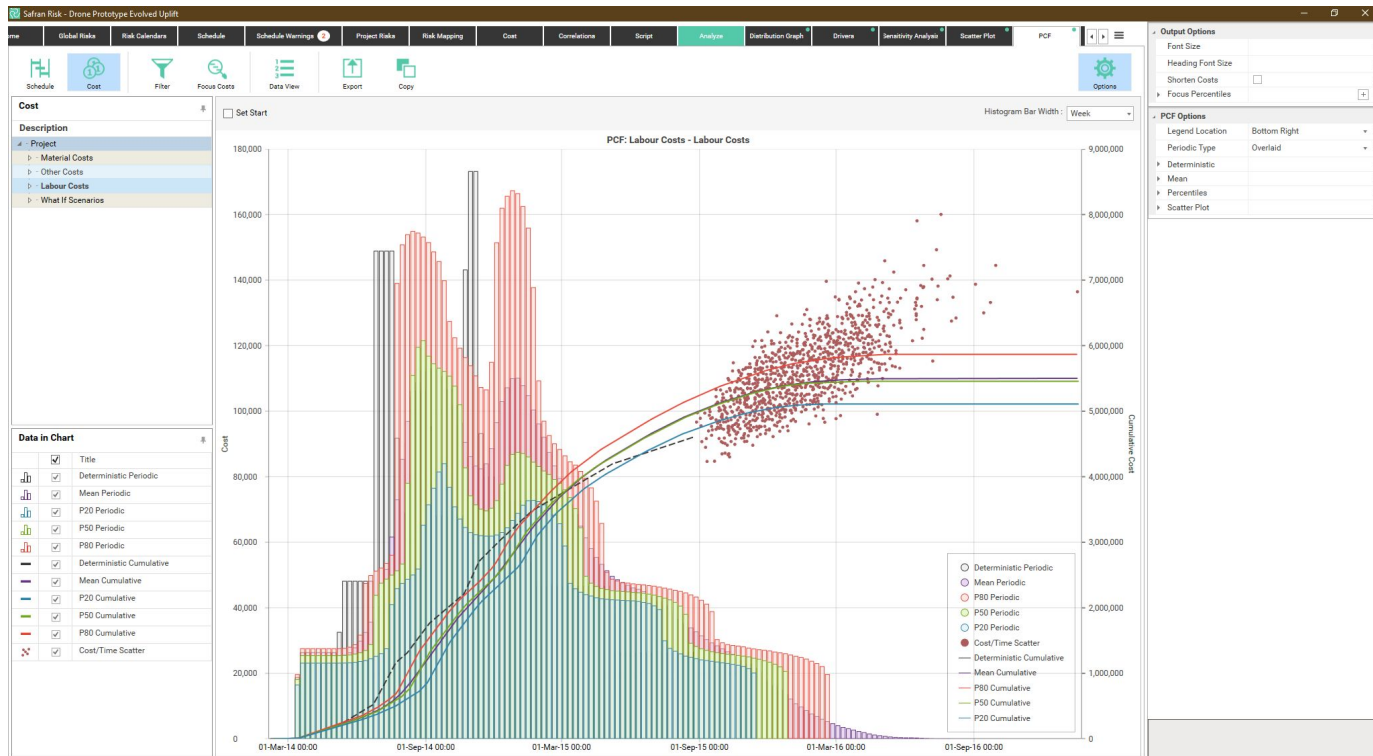 Safran Risk - Drone Prototype Evolved Uplift
ome Global Risks Risk Calendars Schedule Schedule Warnings 2 Project Risks Risk Mapping Cost Correlations Script Analyze Distribution Graph Drivers Sensitivity Analysis Scatter Plot PCF
Schedule Cost Filter Focus Costs Data View Export Copy Options
Cost
Description
Project
Material Costs
Other Costs
Labour Costs
What If Scenarios
Data in Chart
Title
Deterministic Periodic
Mean Periodic
P20 Periodic
P50 Periodic
P80 Periodic
Deterministic Cumulative
Mean Cumulative
P20 Cumulative
P50 Cumulative
P80 Cumulative
Cost/Time Scatter
Set Start
Histogram Bar Width : Week
PCF: Labour Costs - Labour Costs
180,000 9,000,000
160,000 8,000,000
140,000 7,000,000
120,000 6,000,000
100,000 5,000,000
80,000 4,000,000
60,000 3,000,000
40,000 2,000,000
20,000 1,000,000
0 0
Cost
Cumulative Cost
01-Mar-14 00:00 01-Sep-14 00:00 01-Mar-15 00:00 01-Sep-15 00:00 01-Mar-16 00:00 01-Sep-16 00:00
Deterministic Periodic
Mean Periodic
P80 Periodic
P50 Periodic
P20 Periodic
Cost/Time Scatter
Deterministic Cumulative
Mean Cumulative
P80 Cumulative
P50 Cumulative
P20 Cumulative
Output Options
Font Size
Heading Font Size
Shorten Costs
Focus Percentiles
PCF Options
Legend Location Bottom Right
Periodic Type Overlaid
Deterministic
Mean
Percentiles
Scatter Plot